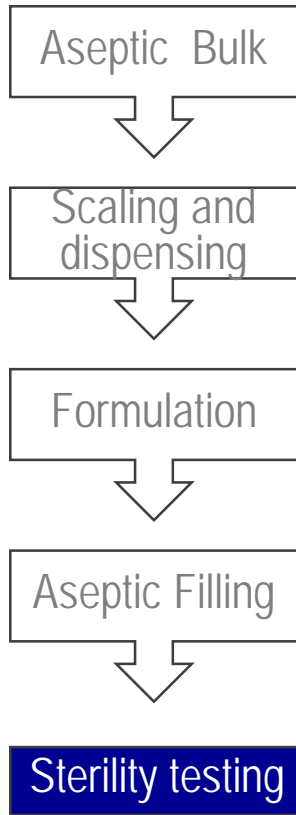 Aseptic Bulk
Scaling and
dispensing
Formulation
Aseptic Filling
Sterility testing